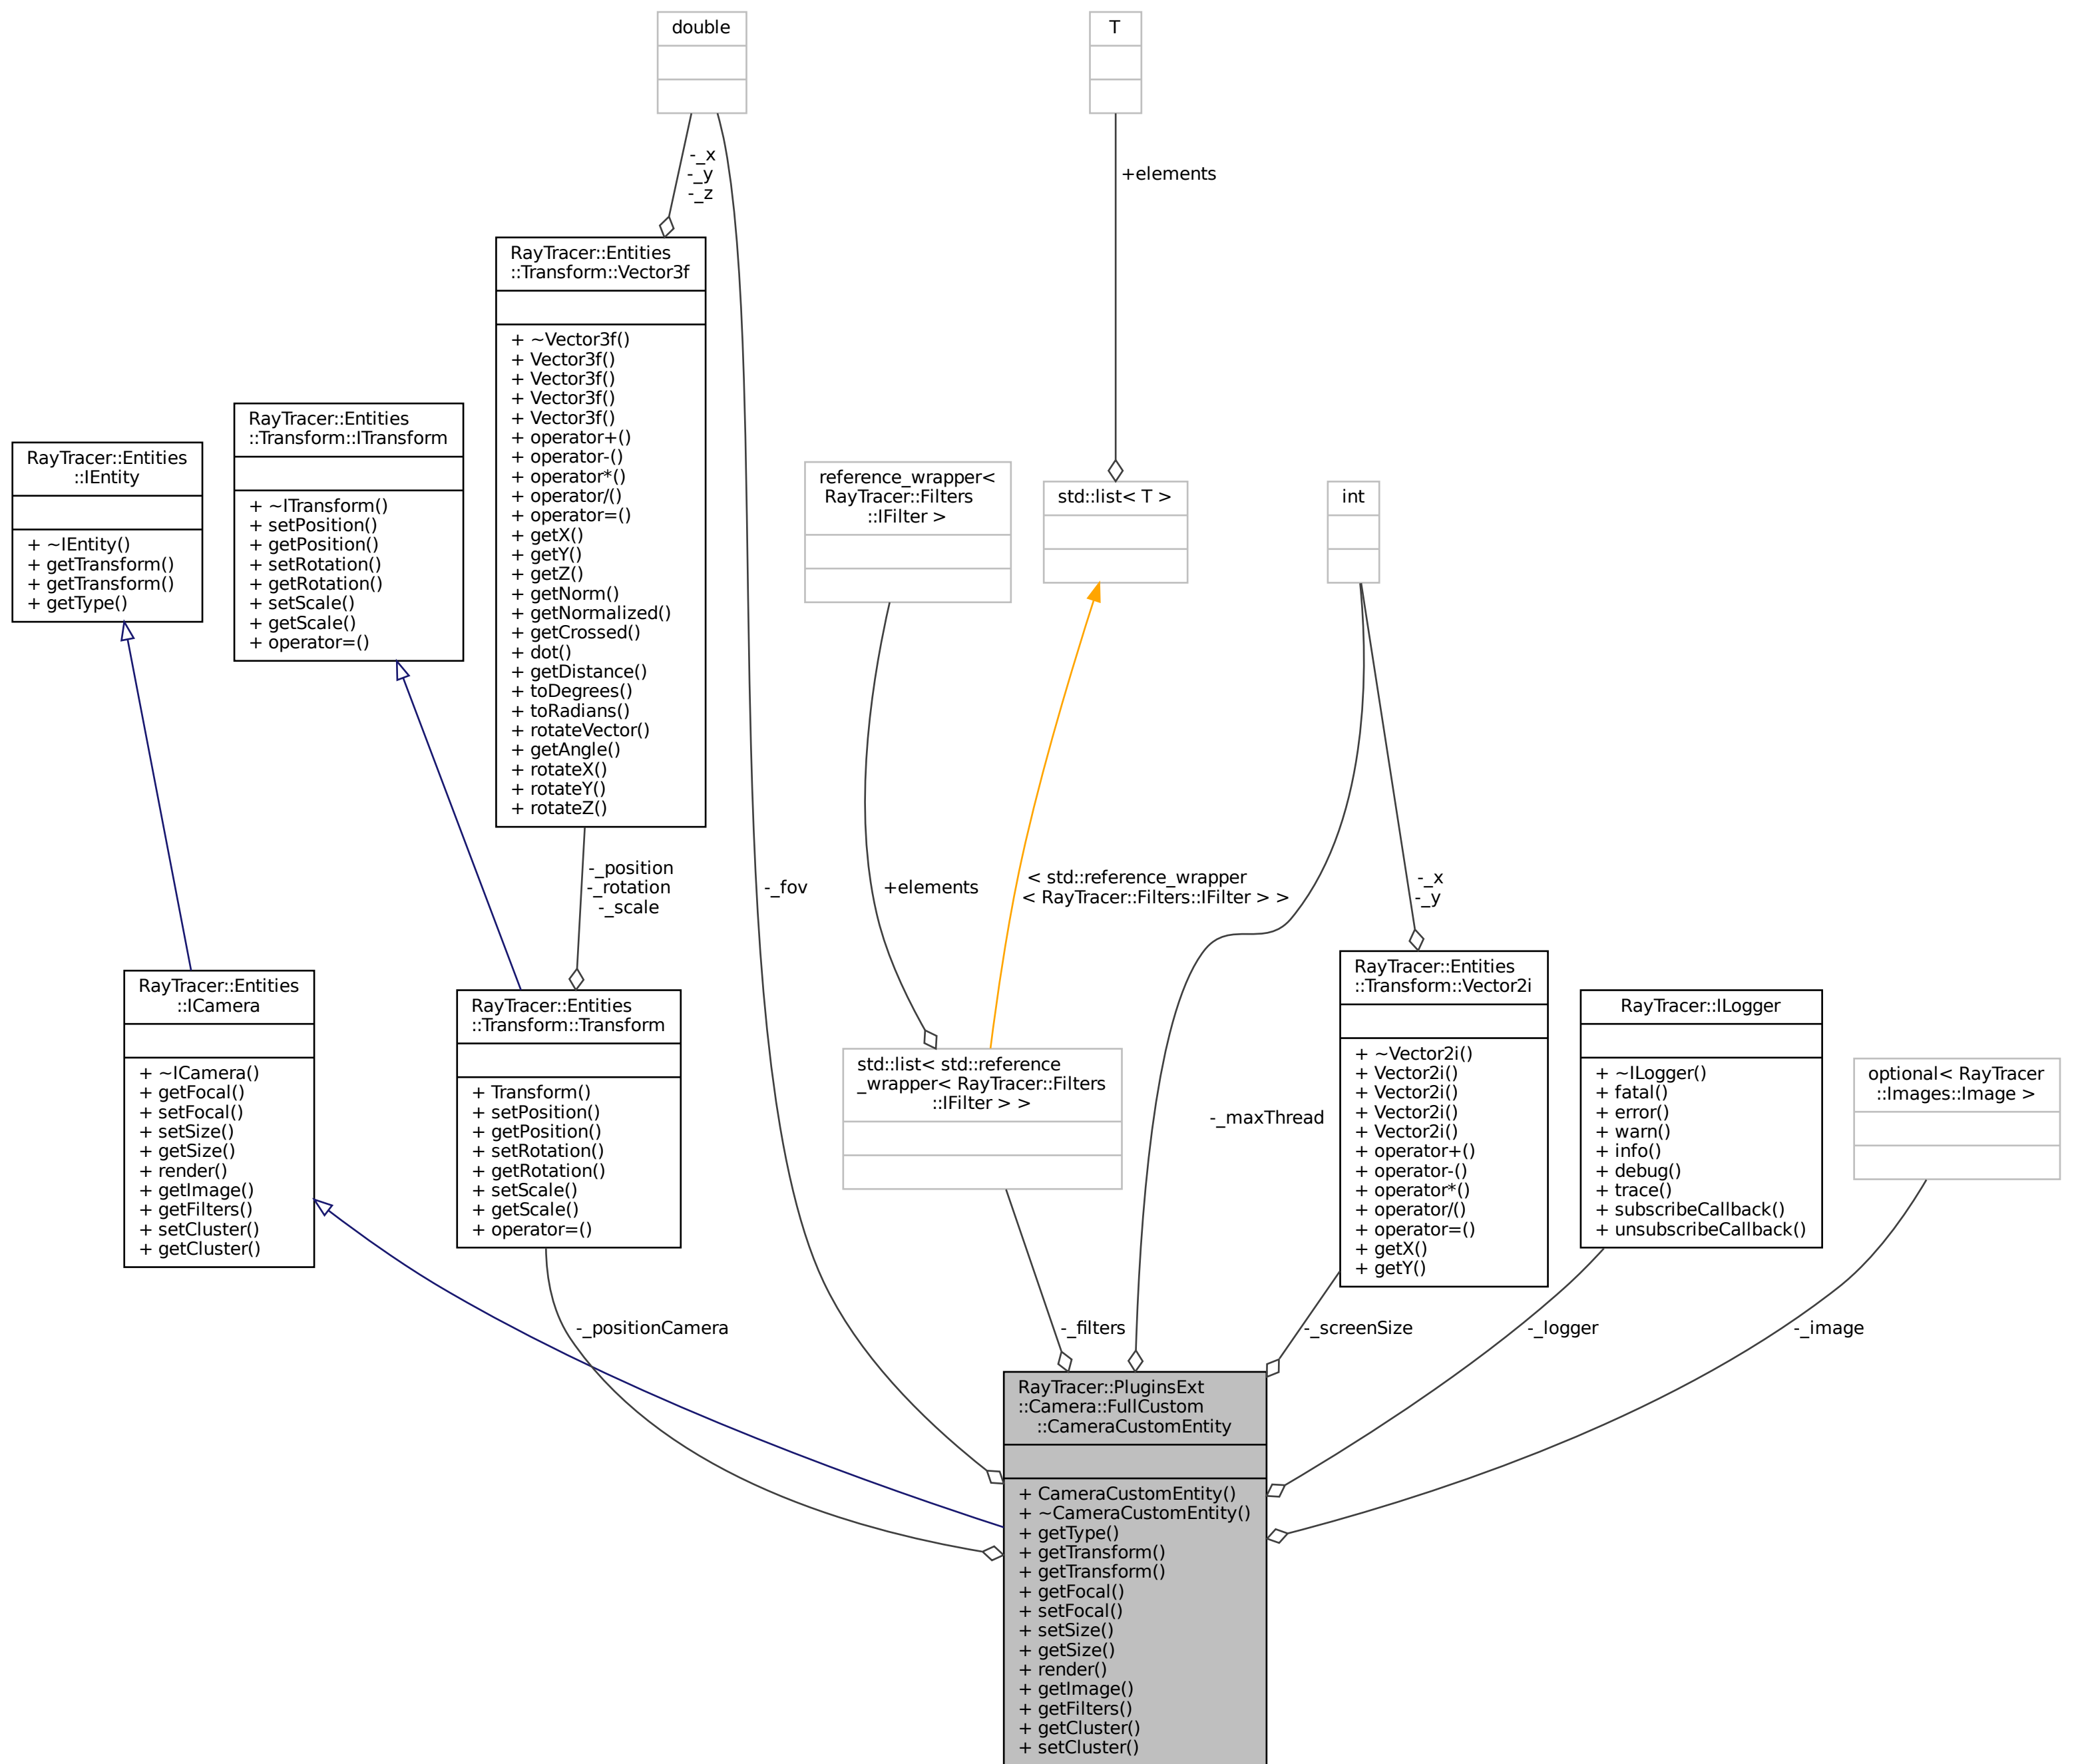 double
T
-_x
-_y
-_z
+elements
RayTracer::Entities
::Transform::Vector3f
+ ~Vector3f()
+ Vector3f()
+ Vector3f()
+ Vector3f()
+ Vector3f()
+ operator+()
+ operator-()
+ operator*()
+ operator/()
+ operator=()
+ getX()
+ getY()
+ getZ()
+ getNorm()
+ getNormalized()
+ getCrossed()
+ dot()
+ getDistance()
+ toDegrees()
+ toRadians()
+ rotateVector()
+ getAngle()
+ rotateX()
+ rotateY()
+ rotateZ()
RayTracer::Entities
::Transform::ITransform
+ ~ITransform()
+ setPosition()
+ getPosition()
+ setRotation()
+ getRotation()
+ setScale()
+ getScale()
+ operator=()
RayTracer::Entities
::IEntity
+ ~IEntity()
+ getTransform()
+ getTransform()
+ getType()
reference_wrapper<
RayTracer::Filters
::IFilter >
std::list< T >
int
-_position
-_rotation
-_scale
-_fov
+elements
< std::reference_wrapper
< RayTracer::Filters::IFilter > >
-_x
-_y
RayTracer::Entities
::ICamera
+ ~ICamera()
+ getFocal()
+ setFocal()
+ setSize()
+ getSize()
+ render()
+ getImage()
+ getFilters()
+ setCluster()
+ getCluster()
RayTracer::Entities
::Transform::Transform
+ Transform()
+ setPosition()
+ getPosition()
+ setRotation()
+ getRotation()
+ setScale()
+ getScale()
+ operator=()
std::list< std::reference
_wrapper< RayTracer::Filters
::IFilter > >
-_maxThread
RayTracer::Entities
::Transform::Vector2i
+ ~Vector2i()
+ Vector2i()
+ Vector2i()
+ Vector2i()
+ Vector2i()
+ operator+()
+ operator-()
+ operator*()
+ operator/()
+ operator=()
+ getX()
+ getY()
RayTracer::ILogger
+ ~ILogger()
+ fatal()
+ error()
+ warn()
+ info()
+ debug()
+ trace()
+ subscribeCallback()
+ unsubscribeCallback()
optional< RayTracer
::Images::Image >
-_positionCamera
-_filters
-_screenSize
-_logger
-_image
RayTracer::PluginsExt
::Camera::FullCustom
::CameraCustomEntity
+ CameraCustomEntity()
+ ~CameraCustomEntity()
+ getType()
+ getTransform()
+ getTransform()
+ getFocal()
+ setFocal()
+ setSize()
+ getSize()
+ render()
+ getImage()
+ getFilters()
+ getCluster()
+ setCluster()